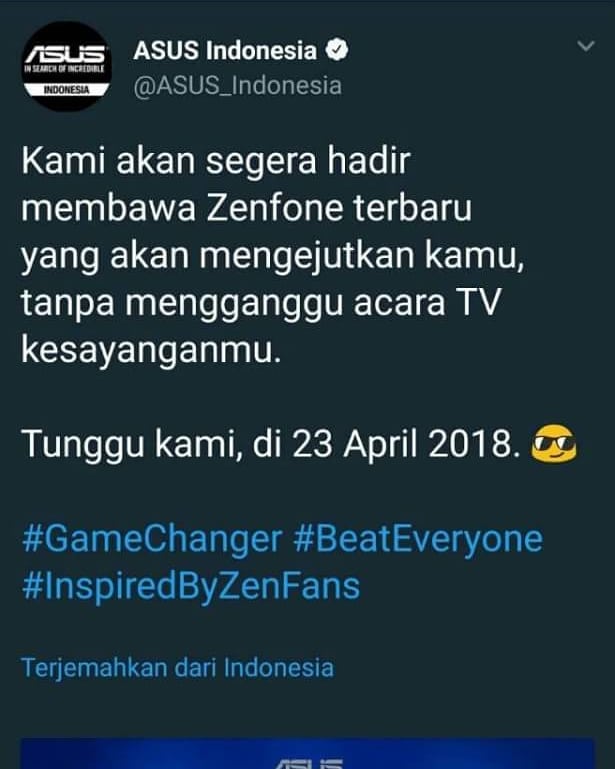 ASUS
IN SEARCH OF INCREDIBLE
INDONESIA
ASUS Indonesia
@ASUS_Indonesia
Kami akan segera hadir
membawa Zenfone terbaru
yang akan mengejutkan kamu,
tanpa mengganggu acara TV
kesayanganmu.
Tunggu kami, di 23 April 2018. 😎
#GameChanger #BeatEveryone
#InspiredByZenFans
Terjemahkan dari Indonesia
ASUS